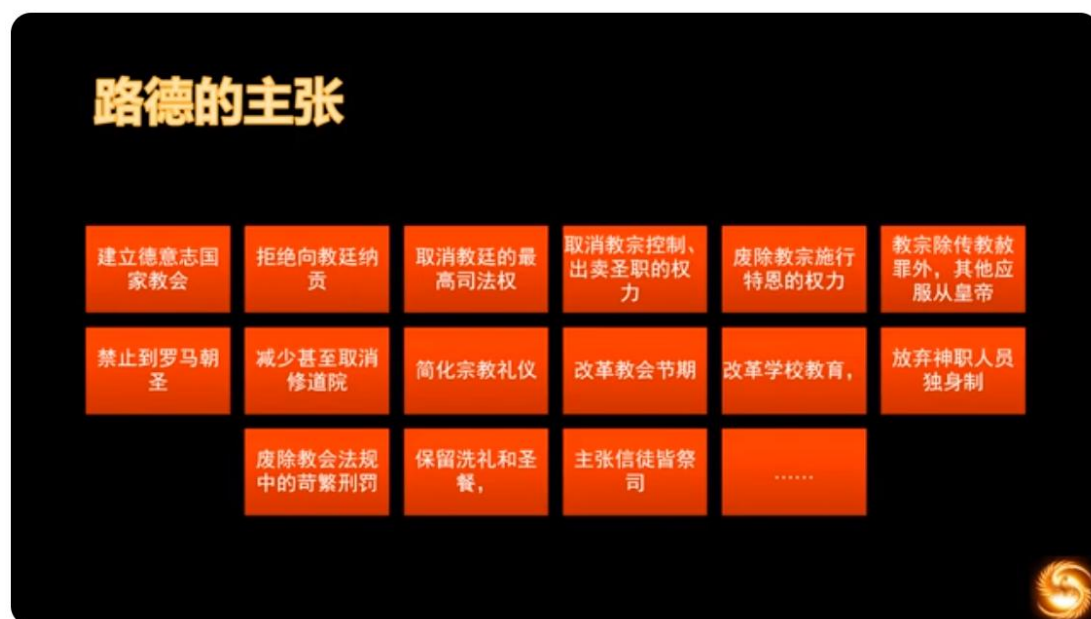 路德的主张
建立德意志国
家教会
拒绝向教廷纳
贡
取消教廷的最
高司法权
取消教宗控制、
出卖圣职的权
力
废除教宗施行
特恩的权力
教宗除传教赦
罪外，其他应
服从皇帝
禁止到罗马朝
圣
减少甚至取消
修道院
简化宗教礼仪
改革教会节期
改革学校教育，
放弃神职人员
独身制
废除教会法规
中的苛繁刑罚
保留洗礼和圣
餐，
主张信徒皆祭
司
……